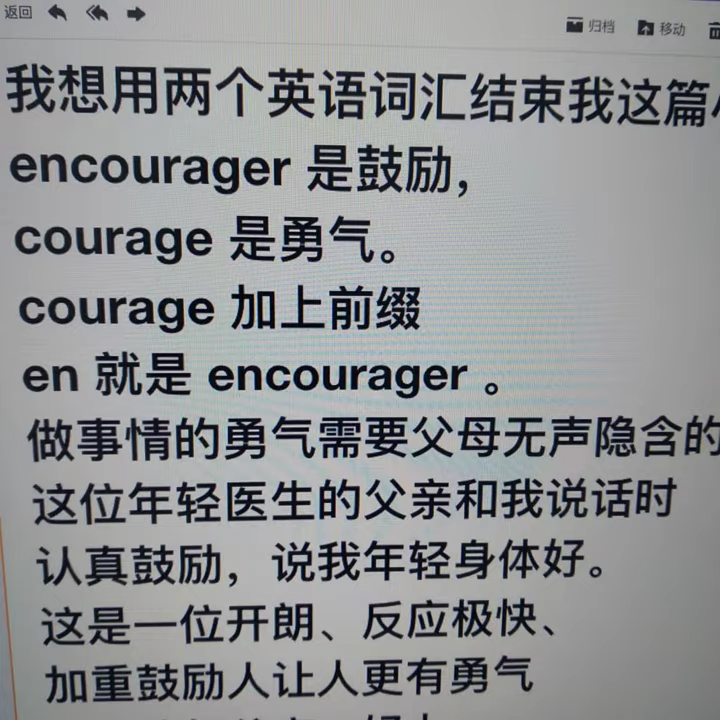 返回
归档 移动
我想用两个英语词汇结束我这篇
encourager 是鼓励，
courage 是勇气。
courage 加上前缀
en 就是 encourager 。
做事情的勇气需要父母无声隐含的
这位年轻医生的父亲和我说话时
认真鼓励，说我年轻身体好。
这是一位开朗、反应极快、
加重鼓励人让人更有勇气